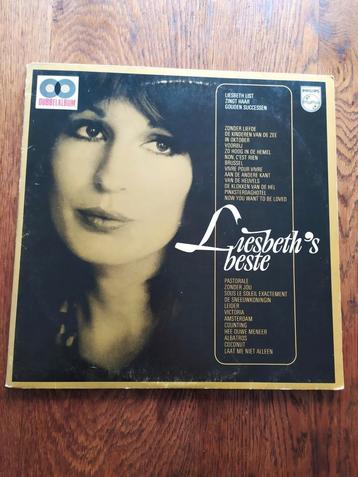 DUBBELALBUM
LIESBETH LIST
ZINGT HAAR
GOUDEN SUCCESSEN
PHILIPS
ZONDER LIEFDE
DE KINDEREN VAN DE ZEE
IN OKTOBER
VOORBIJ
ZO HOOG IN DE HEMEL
NON, C'EST RIEN
BRUSSEL
VIVRE POUR VIVRE
AAN DE ANDERE KANT
VAN DE HEUVELS
DE KLOKKEN VAN DE HEL
PINKSTERDAGHOTEL
NOW YOU WANT TO BE LOVED
Liesbeth's
beste
PASTORALE
ZONDER JOU
SOUS LE SOLEIL EXACTEMENT
DE SNEEUWKONINGIN
LEIDER
VICTORIA
AMSTERDAM
COUNTING
HEE OUWE MENEER
ALBATROS
COCONUT
LAAT ME NIET ALLEEN